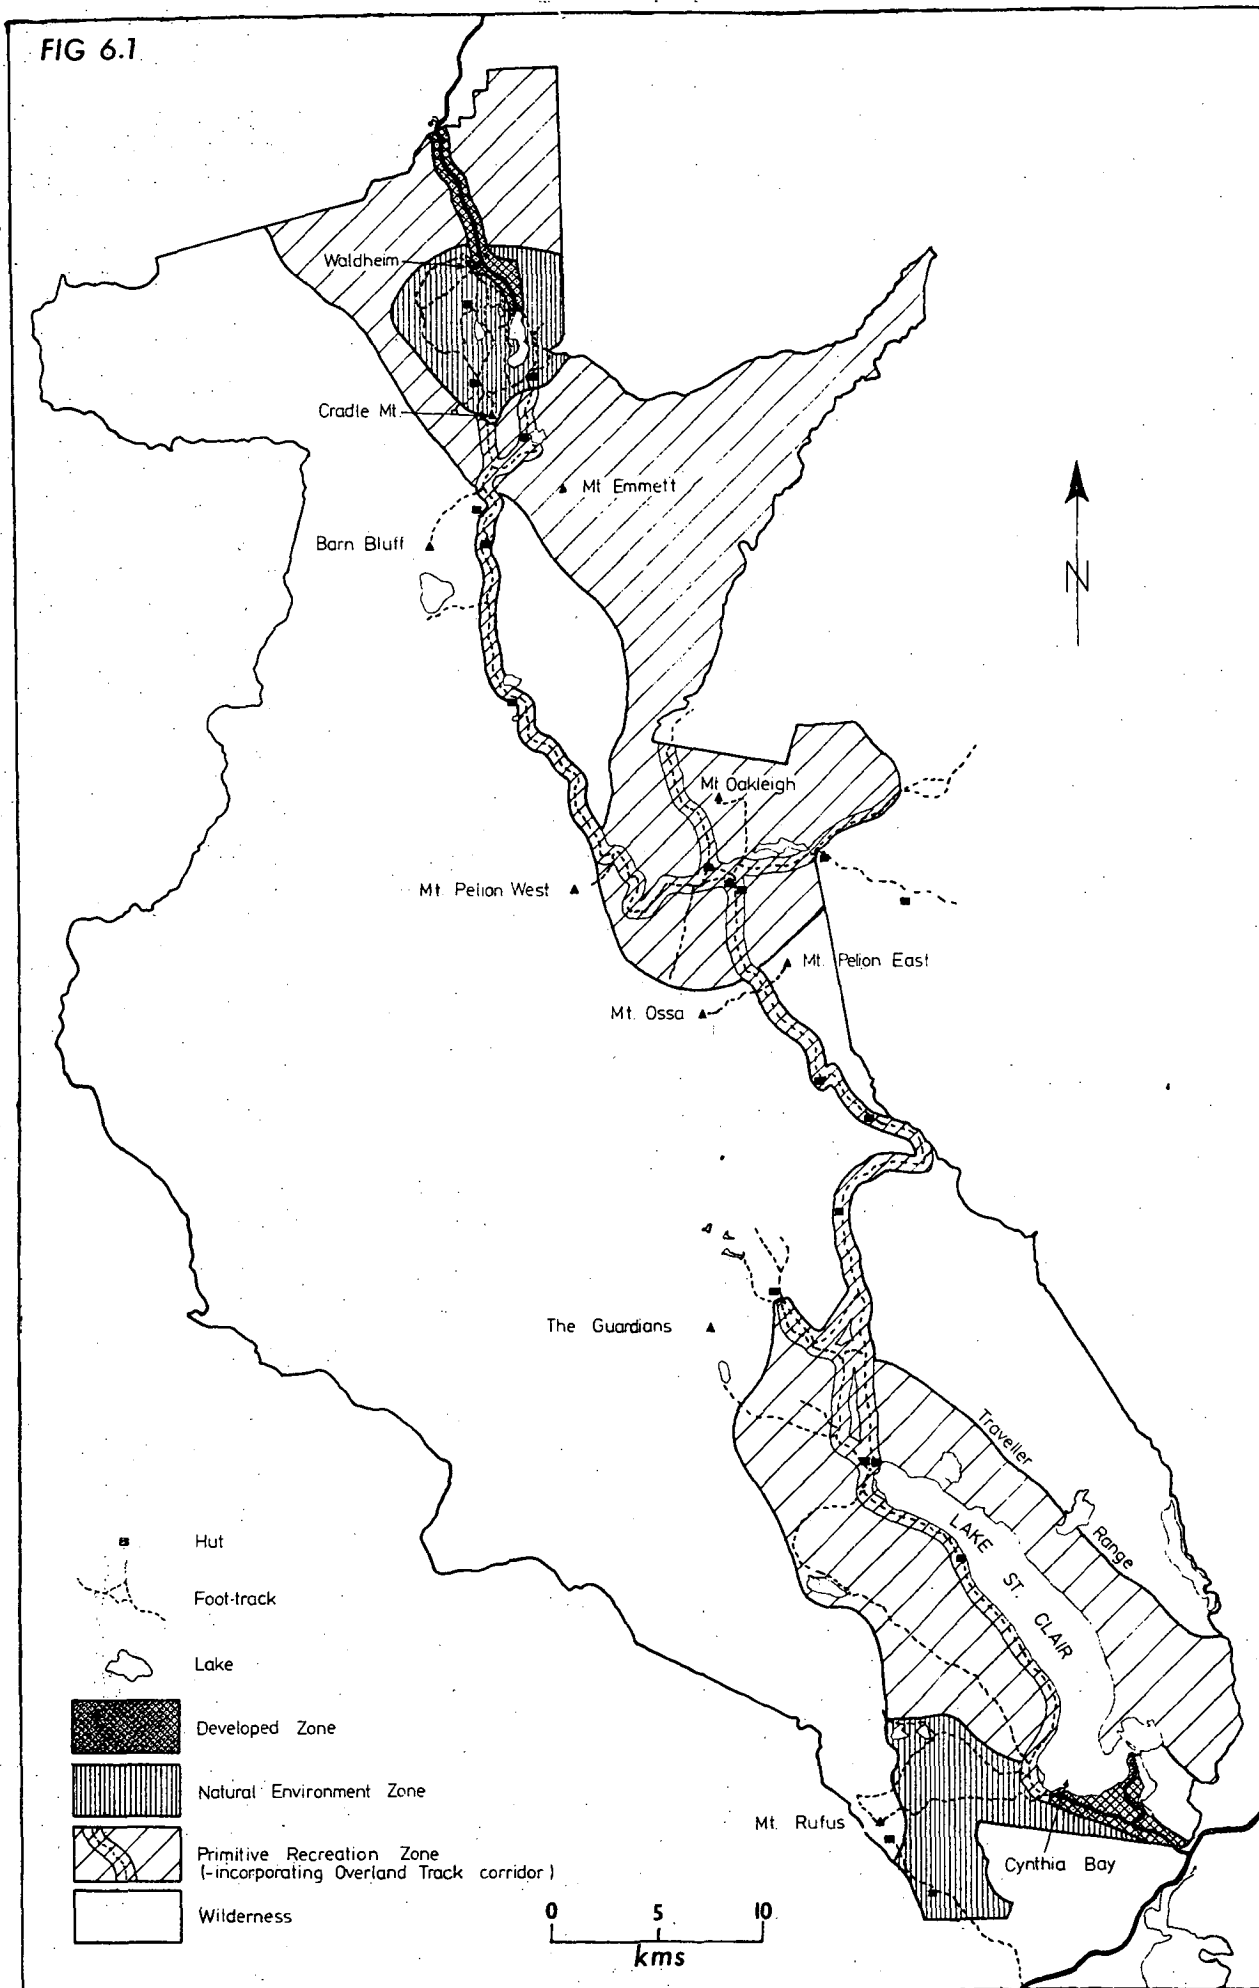 FIG 6.1
Waldheim
Cradle Mt.
Mt Emmett
Barn Bluff
N
Mt Oakleigh
Mt. Pelion West
Mt. Pelion East
Mt. Ossa
The Guardians
Traveller
Range
LAKE
ST.
CLAIR
Hut
Foot-track
Lake
Developed Zone
Natural Environment Zone
Primitive Recreation Zone
(-incorporating Overland Track corridor)
Wilderness
Mt. Rufus
Cynthia Bay
0 5 10
kms